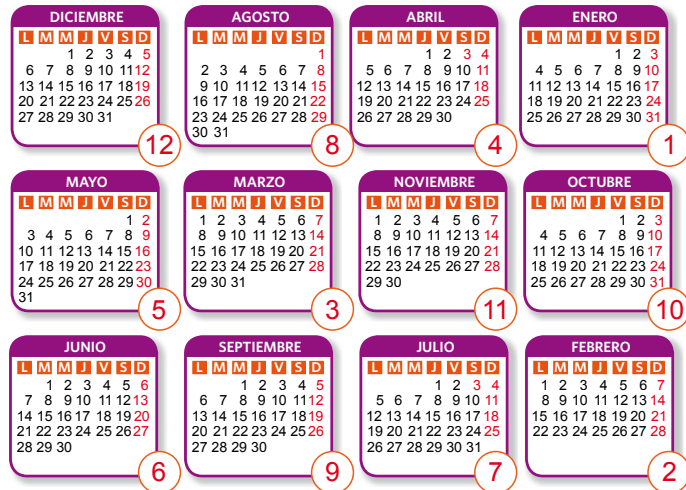 DICIEMBRE
L M M J V S D
1 2 3 4 5
6 7 8 9 10 11 12
13 14 15 16 17 18 19
20 21 22 23 24 25 26
27 28 29 30 31
12
AGOSTO
L M M J V S D
1
2 3 4 5 6 7 8
9 10 11 12 13 14 15
16 17 18 19 20 21 22
23 24 25 26 27 28 29
30 31
8
ABRIL
L M M J V S D
1 2 3 4
5 6 7 8 9 10 11
12 13 14 15 16 17 18
19 20 21 22 23 24 25
26 27 28 29 30
4
ENERO
L M M J V S D
1 2 3
4 5 6 7 8 9 10
11 12 13 14 15 16 17
18 19 20 21 22 23 24
25 26 27 28 29 30 31
1
MAYO
L M M J V S D
1 2
3 4 5 6 7 8 9
10 11 12 13 14 15 16
17 18 19 20 21 22 23
24 25 26 27 28 29 30
31
5
MARZO
L M M J V S D
1 2 3 4 5 6 7
8 9 10 11 12 13 14
15 16 17 18 19 20 21
22 23 24 25 26 27 28
29 30 31
3
NOVIEMBRE
L M M J V S D
1 2 3 4 5 6 7
8 9 10 11 12 13 14
15 16 17 18 19 20 21
22 23 24 25 26 27 28
29 30
11
OCTUBRE
L M M J V S D
1 2 3
4 5 6 7 8 9 10
11 12 13 14 15 16 17
18 19 20 21 22 23 24
25 26 27 28 29 30 31
10
JUNIO
L M M J V S D
1 2 3 4 5 6
7 8 9 10 11 12 13
14 15 16 17 18 19 20
21 22 23 24 25 26 27
28 29 30
6
SEPTIEMBRE
L M M J V S D
1 2 3 4 5
6 7 8 9 10 11 12
13 14 15 16 17 18 19
20 21 22 23 24 25 26
27 28 29 30
9
JULIO
L M M J V S D
1 2 3 4
5 6 7 8 9 10 11
12 13 14 15 16 17 18
19 20 21 22 23 24 25
26 27 28 29 30 31
7
FEBRERO
L M M J V S D
1 2 3 4 5 6 7
8 9 10 11 12 13 14
15 16 17 18 19 20 21
22 23 24 25 26 27 28
2